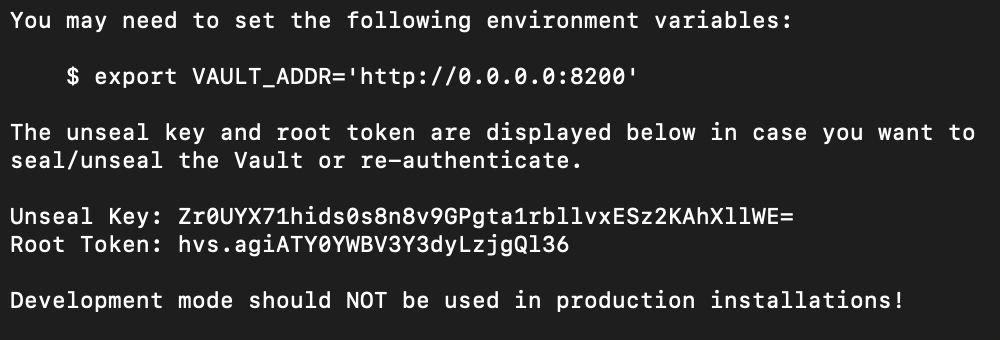 You may need to set the following environment variables:
$ export VAULT_ADDR='http://0.0.0.0:8200'
The unseal key and root token are displayed below in case you want to
seal/unseal the Vault or re-authenticate.
Unseal Key: Zr0UYX71hids0s8n8v9GPgta1rbllvxESz2KAhXllWE=
Root Token: hvs.agiATY0YWBV3Y3dyLzjgQl36
Development mode should NOT be used in production installations!